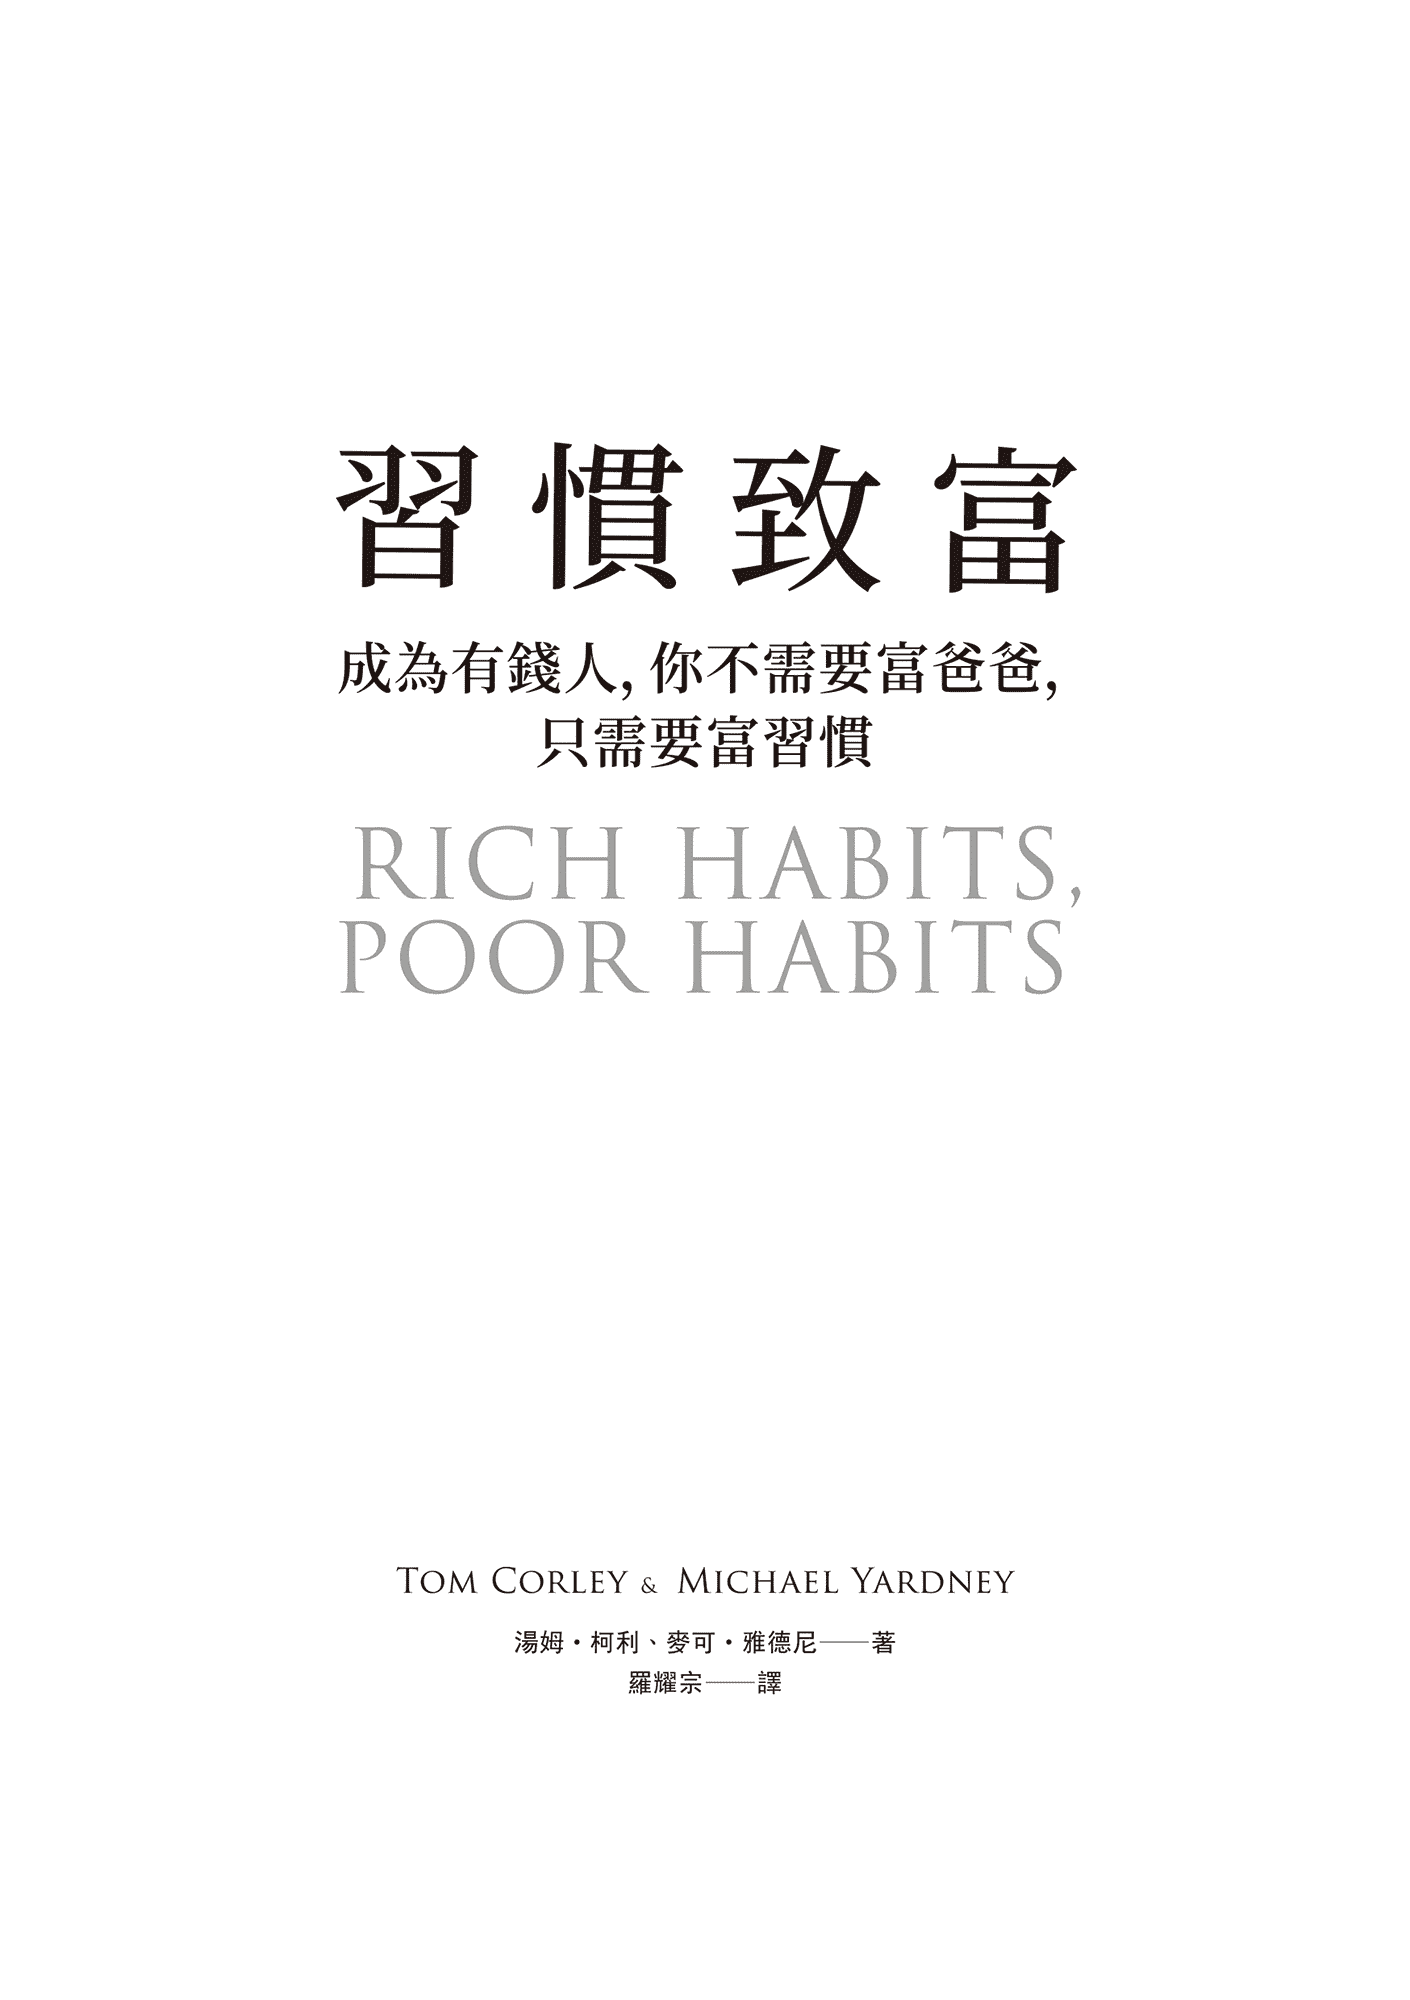 習慣致富
成為有錢人, 你不需要富爸爸,
只需要富習慣
RICH HABITS,
POOR HABITS
TOM CORLEY & MICHAEL YARDNEY
湯姆・柯利、麥可・雅德尼──著
羅耀宗──譯